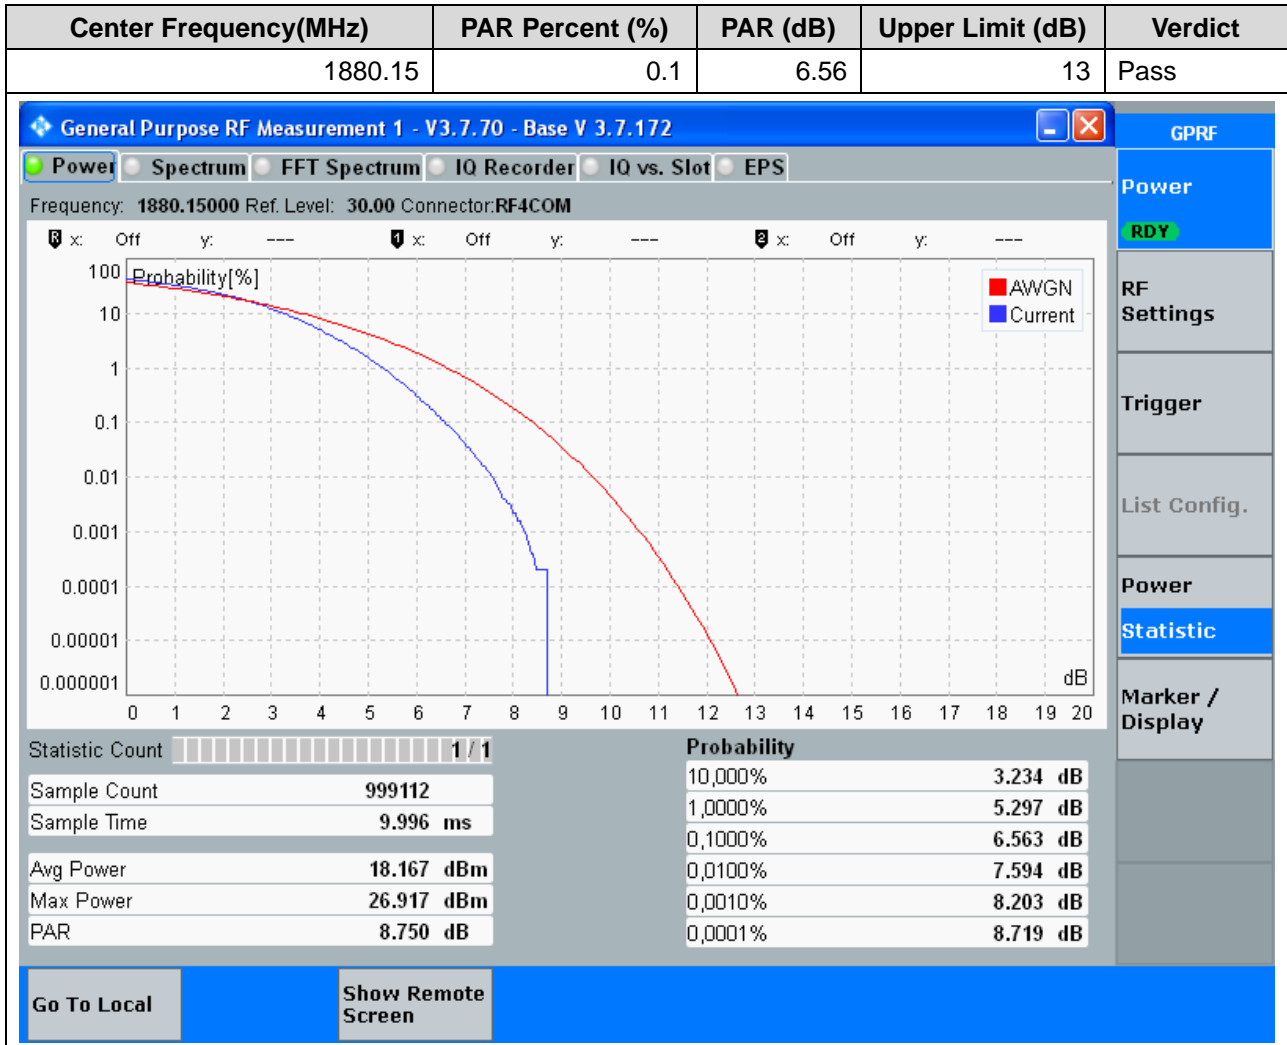 Center Frequency(MHz) PAR Percent (%) PAR (dB) Upper Limit (dB) Verdict
1880.15 0.1 6.56 13 Pass
General Purpose RF Measurement 1 - V3.7.70 - Base V 3.7.172
GPRF
Power Spectrum FFT Spectrum IQ Recorder IQ vs. Slot EPS
Power
RDY
Frequency: 1880.15000 Ref. Level: 30.00 Connector:RF4COM
R x: Off y: --- 1 x: Off y: --- 2 x: Off y: ---
Probability[%]
AWGN
Current
100
10
1
0.1
0.01
0.001
0.0001
0.00001
0.000001
dB
0 1 2 3 4 5 6 7 8 9 10 11 12 13 14 15 16 17 18 19 20
RF
Settings
Trigger
List Config.
Power
Statistic
Marker /
Display
Statistic Count 1 / 1
Sample Count 999112
Sample Time 9.996 ms
Avg Power 18.167 dBm
Max Power 26.917 dBm
PAR 8.750 dB
Probability
10,000% 3.234 dB
1,0000% 5.297 dB
0,1000% 6.563 dB
0,0100% 7.594 dB
0,0010% 8.203 dB
0,0001% 8.719 dB
Go To Local
Show Remote
Screen